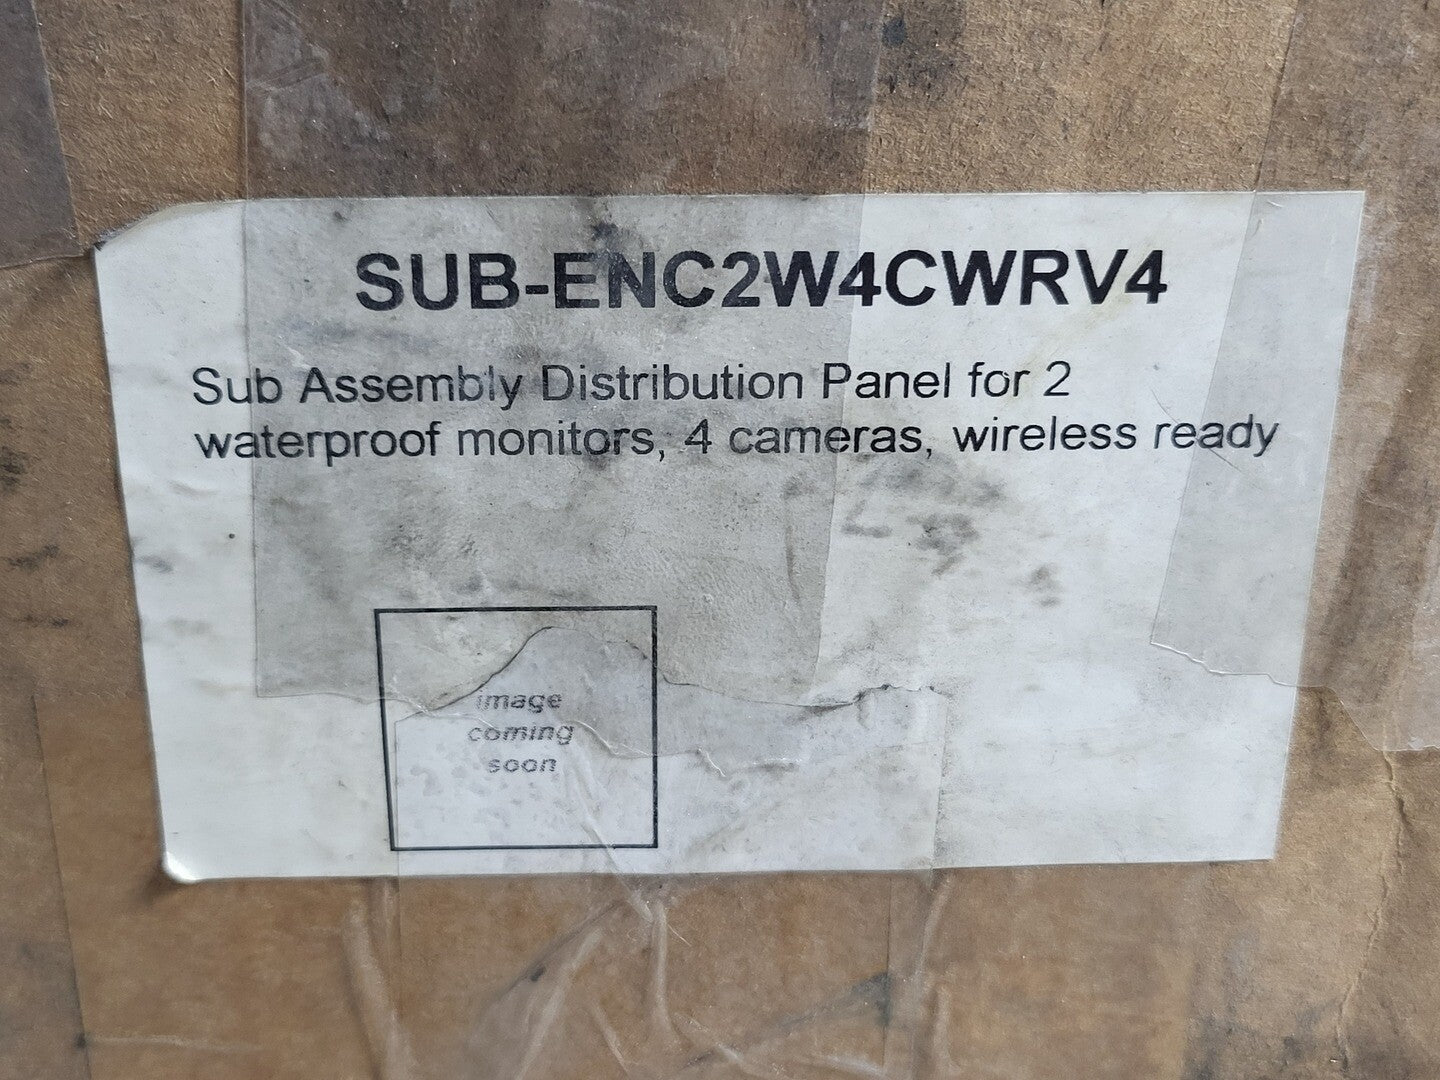 SUB-ENC2W4CWRV4
Sub Assembly Distribution Panel for 2
waterproof monitors, 4 cameras, wireless ready
image
coming
soon